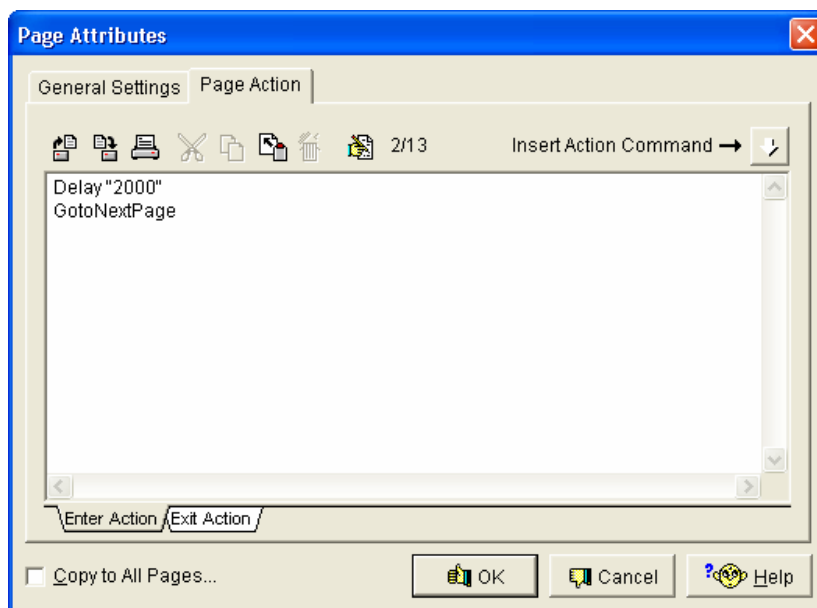 Page Attributes
General Settings Page Action
2/13 Insert Action Command
Delay "2000"
GotoNextPage
Enter Action Exit Action
Copy to All Pages... OK Cancel Help